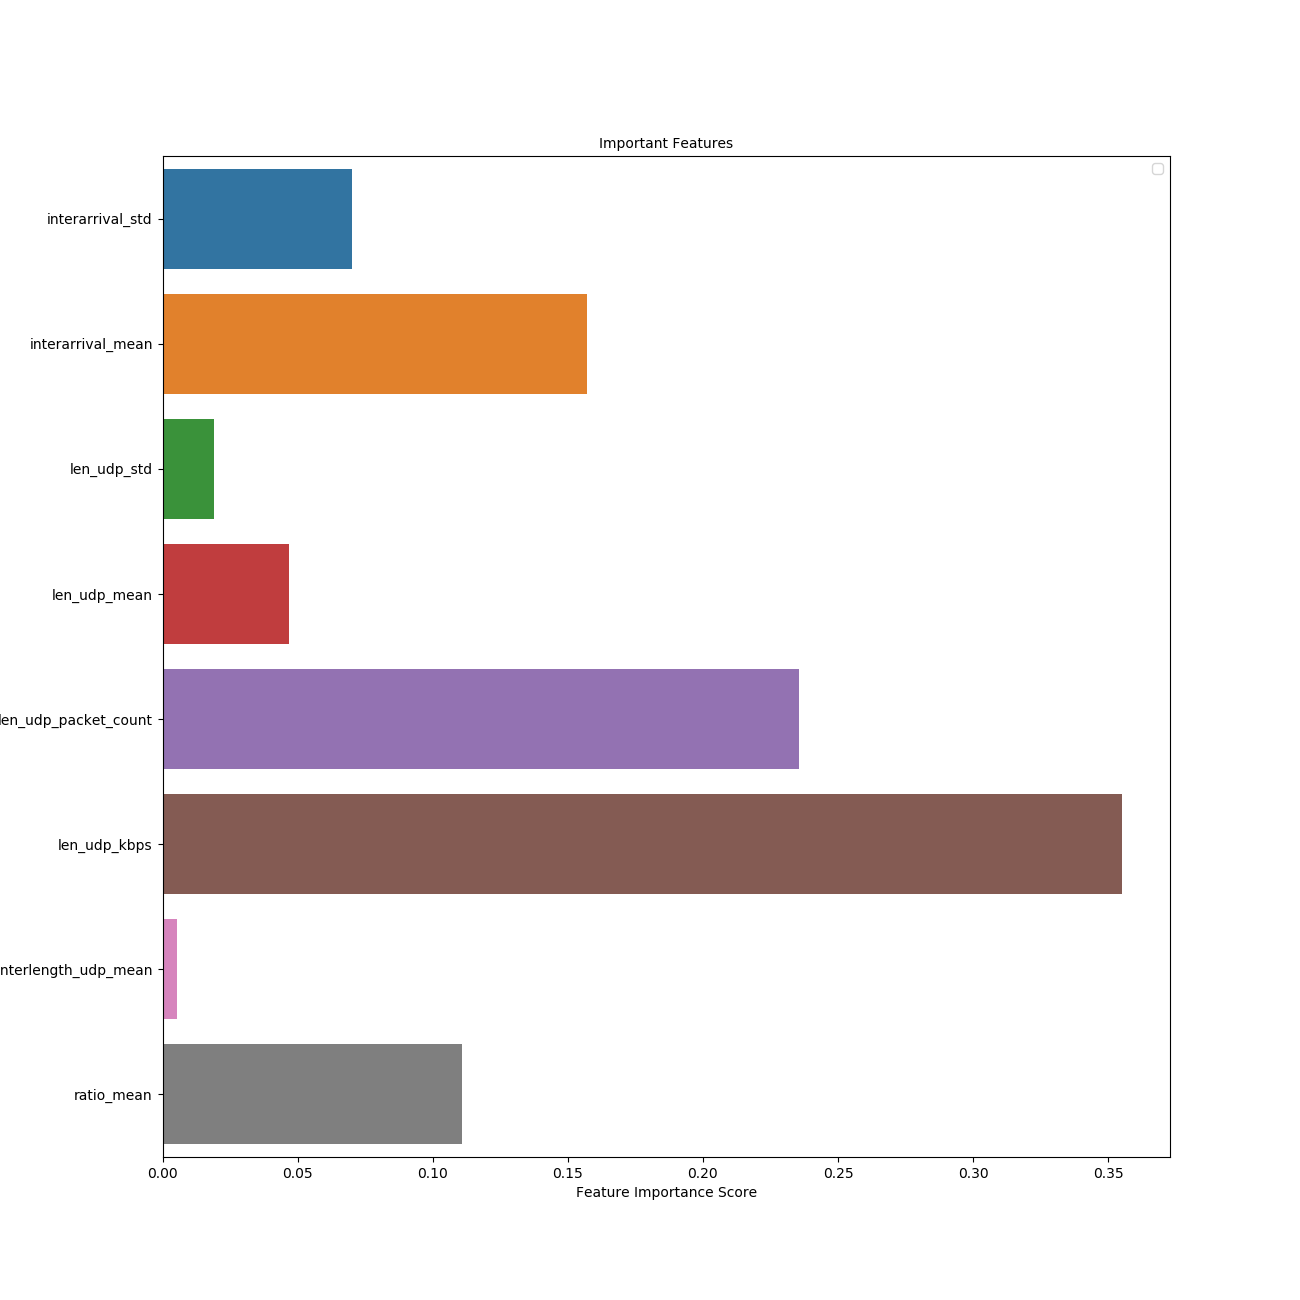 Important Features
interarrival_std
interarrival_mean
len_udp_std
len_udp_mean
len_udp_packet_count
len_udp_kbps
nterlength_udp_mean
ratio_mean
0.00 0.05 0.10 0.15 0.20 0.25 0.30 0.35
Feature Importance Score